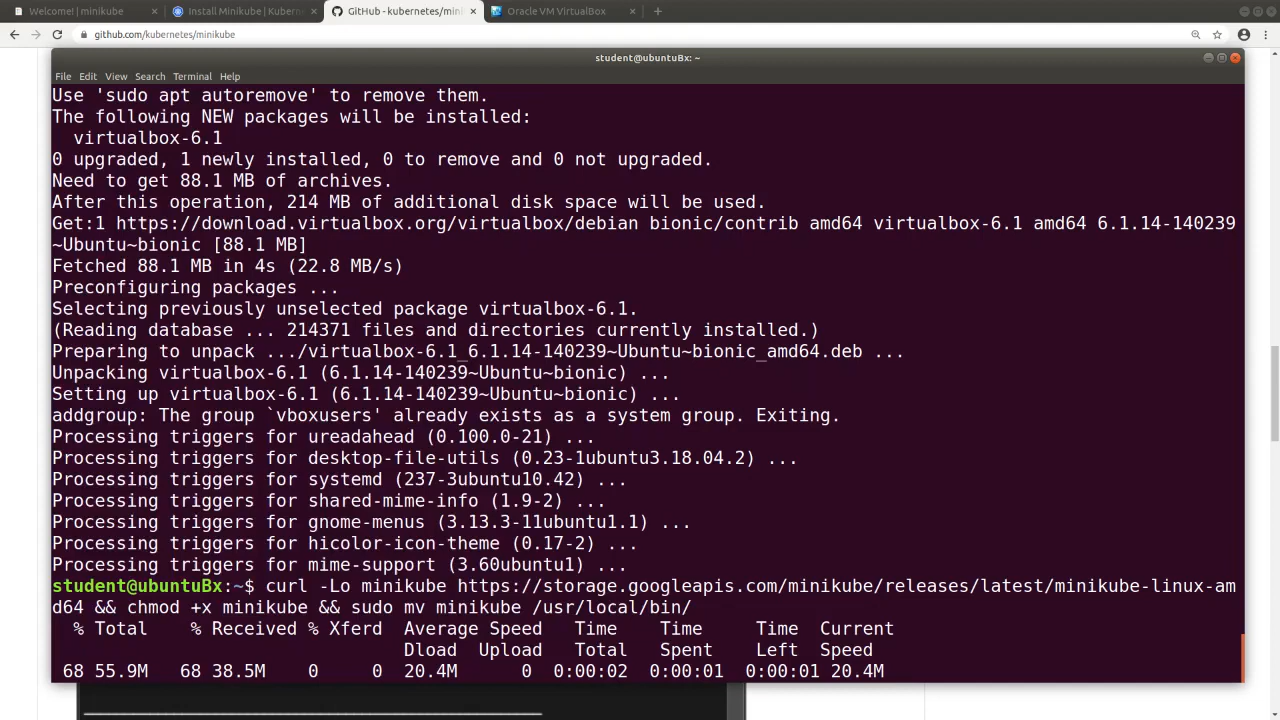 Welcome! | minikube
Install Minikube | Kuberne
GitHub - kubernetes/mini
Oracle VM VirtualBox
github.com/kubernetes/minikube
student@ubuntuBx: ~
File Edit View Search Terminal Help
Use 'sudo apt autoremove' to remove them.
The following NEW packages will be installed:
virtualbox-6.1
0 upgraded, 1 newly installed, 0 to remove and 0 not upgraded.
Need to get 88.1 MB of archives.
After this operation, 214 MB of additional disk space will be used.
Get:1 https://download.virtualbox.org/virtualbox/debian bionic/contrib amd64 virtualbox-6.1 amd64 6.1.14-140239
~Ubuntu~bionic [88.1 MB]
Fetched 88.1 MB in 4s (22.8 MB/s)
Preconfiguring packages ...
Selecting previously unselected package virtualbox-6.1.
(Reading database ... 214371 files and directories currently installed.)
Preparing to unpack .../virtualbox-6.1_6.1.14-140239~Ubuntu~bionic_amd64.deb ...
Unpacking virtualbox-6.1 (6.1.14-140239~Ubuntu~bionic) ...
Setting up virtualbox-6.1 (6.1.14-140239~Ubuntu~bionic) ...
addgroup: The group `vboxusers' already exists as a system group. Exiting.
Processing triggers for ureadahead (0.100.0-21) ...
Processing triggers for desktop-file-utils (0.23-1ubuntu3.18.04.2) ...
Processing triggers for systemd (237-3ubuntu10.42) ...
Processing triggers for shared-mime-info (1.9-2) ...
Processing triggers for gnome-menus (3.13.3-11ubuntu1.1) ...
Processing triggers for hicolor-icon-theme (0.17-2) ...
Processing triggers for mime-support (3.60ubuntu1) ...
student@ubuntuBx:~$ curl -Lo minikube https://storage.googleapis.com/minikube/releases/latest/minikube-linux-am
d64 && chmod +x minikube && sudo mv minikube /usr/local/bin/
% Total % Received % Xferd Average Speed Time Time Time Current
Dload Upload Total Spent Left Speed
68 55.9M 68 38.5M 0 0 20.4M 0 0:00:02 0:00:01 0:00:01 20.4M